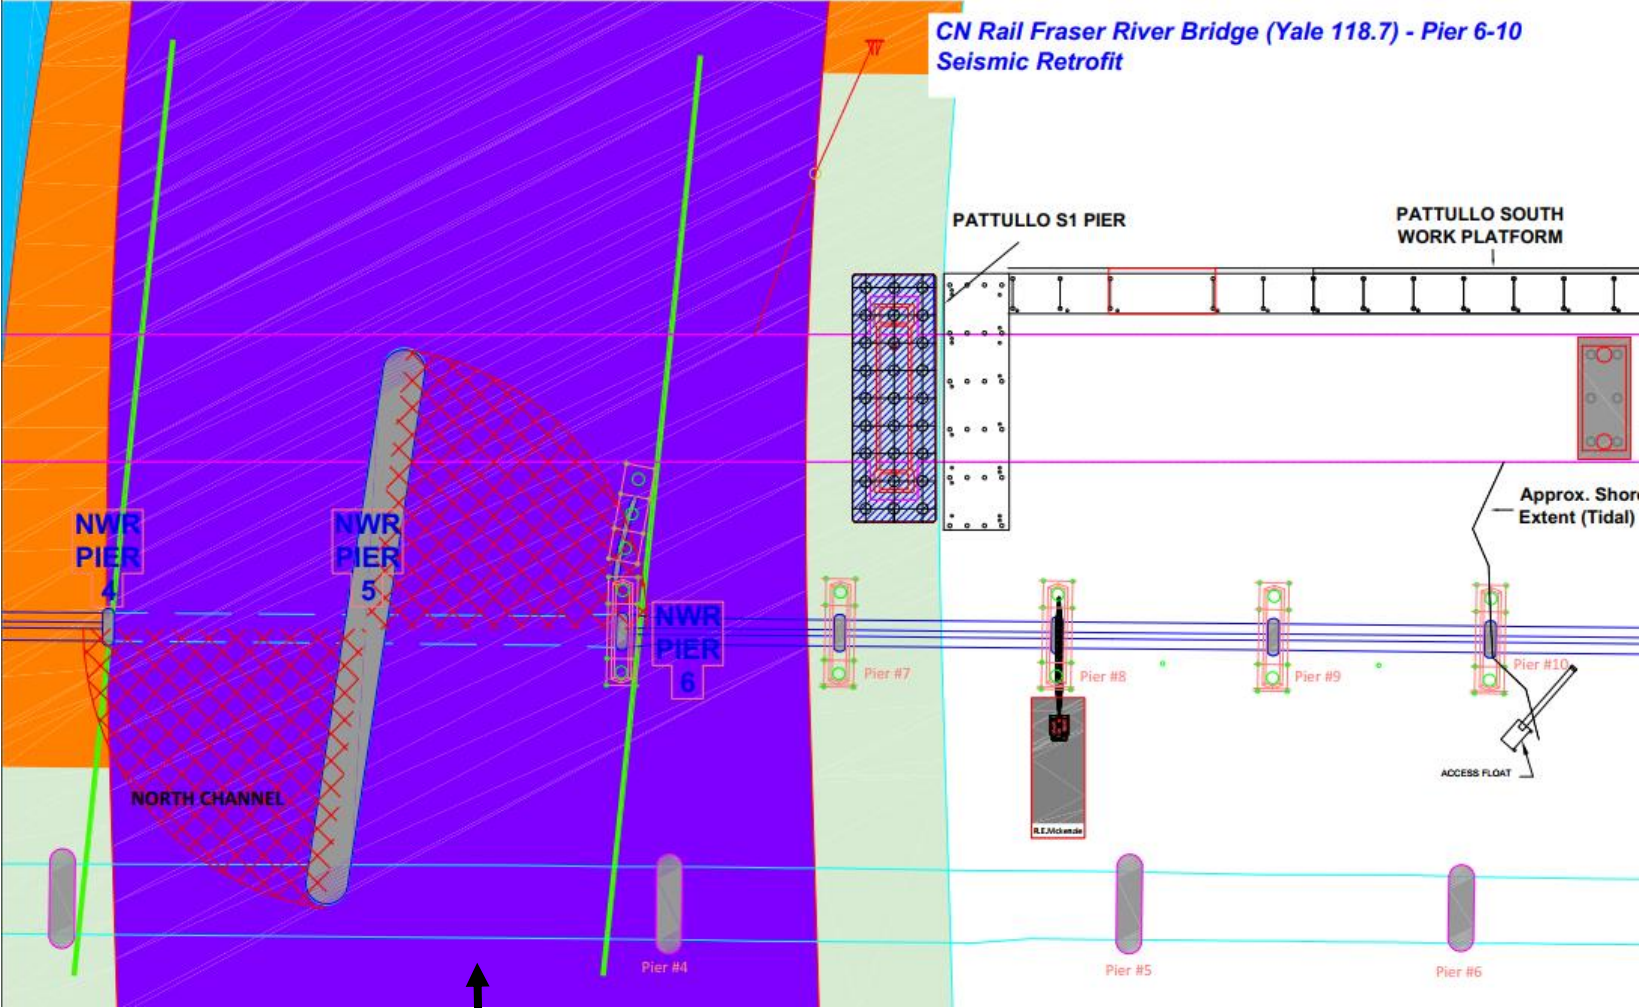 CN Rail Fraser River Bridge (Yale 118.7) - Pier 6-10
Seismic Retrofit
PATTULLO S1 PIER
PATTULLO SOUTH
WORK PLATFORM
Approx. Shore
Extent (Tidal)
NWR
PIER
4
NWR
PIER
5
NWR
PIER
6
Pier #7
Pier #8
Pier #9
Pier #10
ACCESS FLOAT
NORTH CHANNEL
R.E.Mckenzie
Pier #4
Pier #5
Pier #6